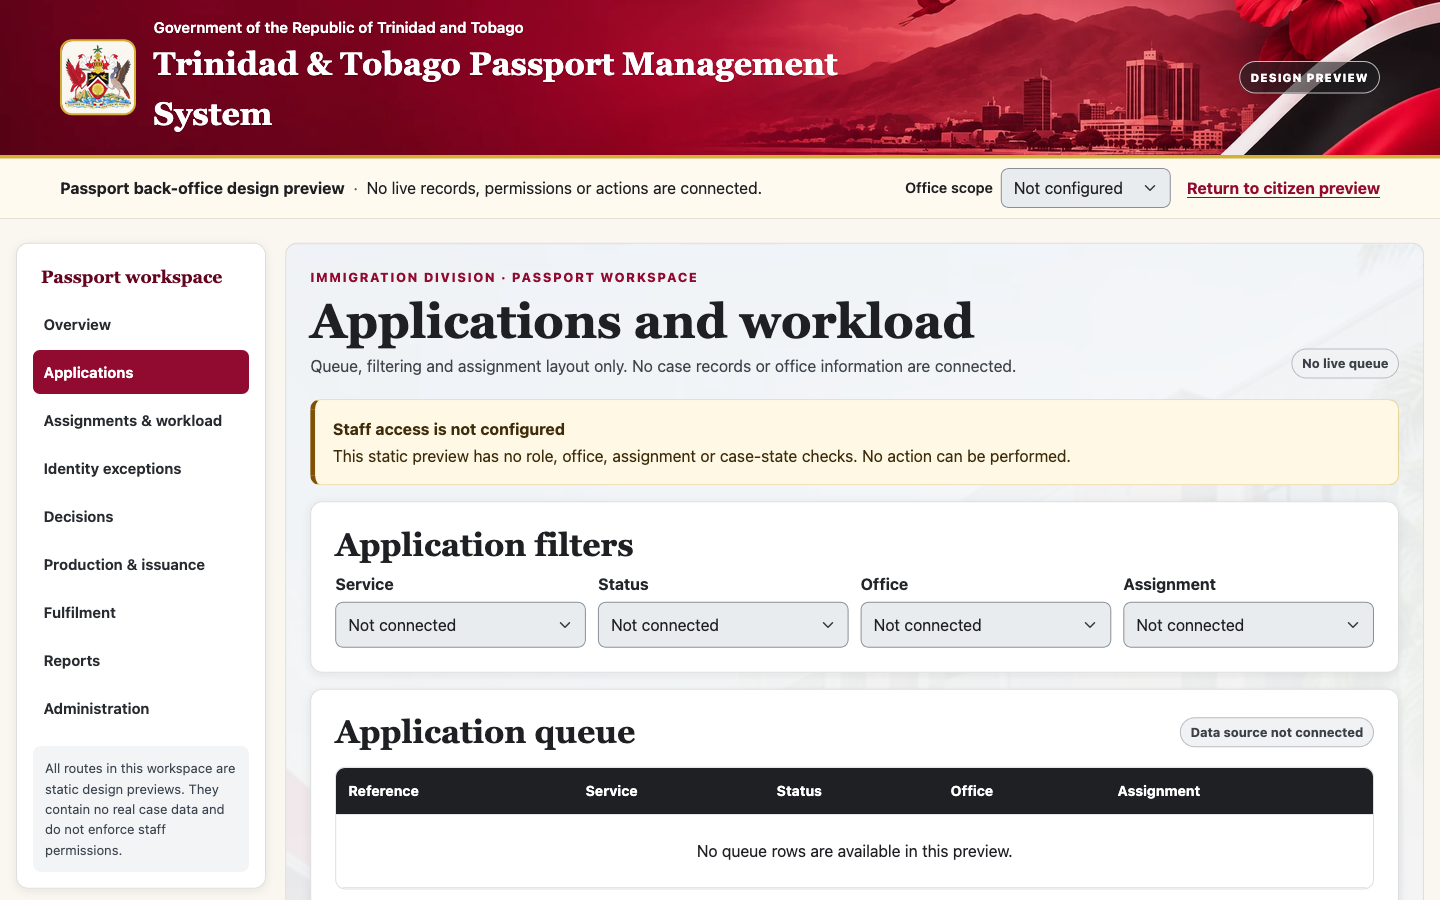 Government of the Republic of Trinidad and Tobago
Trinidad & Tobago Passport Management
System
DESIGN PREVIEW
Passport back-office design preview · No live records, permissions or actions are connected.
Office scope
Not configured
Return to citizen preview
Passport workspace
Overview
Applications
Assignments & workload
Identity exceptions
Decisions
Production & issuance
Fulfilment
Reports
Administration
All routes in this workspace are
static design previews. They
contain no real case data and
do not enforce staff
permissions.
IMMIGRATION DIVISION · PASSPORT WORKSPACE
Applications and workload
Queue, filtering and assignment layout only. No case records or office information are connected.
No live queue
Staff access is not configured
This static preview has no role, office, assignment or case-state checks. No action can be performed.
Application filters
Service Status Office Assignment
Not connected Not connected Not connected Not connected
Application queue
Data source not connected
Reference Service Status Office Assignment
No queue rows are available in this preview.